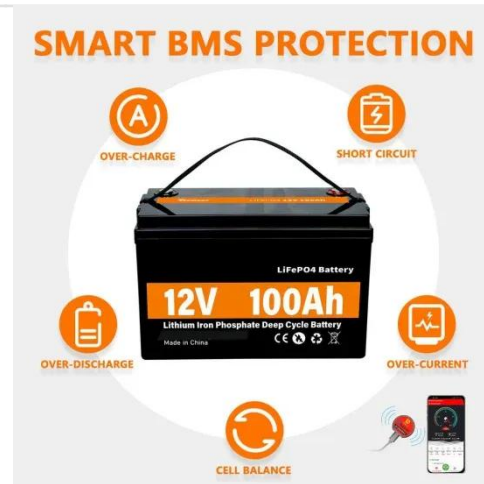 SMART BMS PROTECTION
OVER-CHARGE
SHORT CIRCUIT
LiFePO4 Battery
12V 100Ah
Lithium Iron Phosphate Deep Cycle Battery
Made in China
CE
OVER-DISCHARGE
OVER-CURRENT
CELL BALANCE